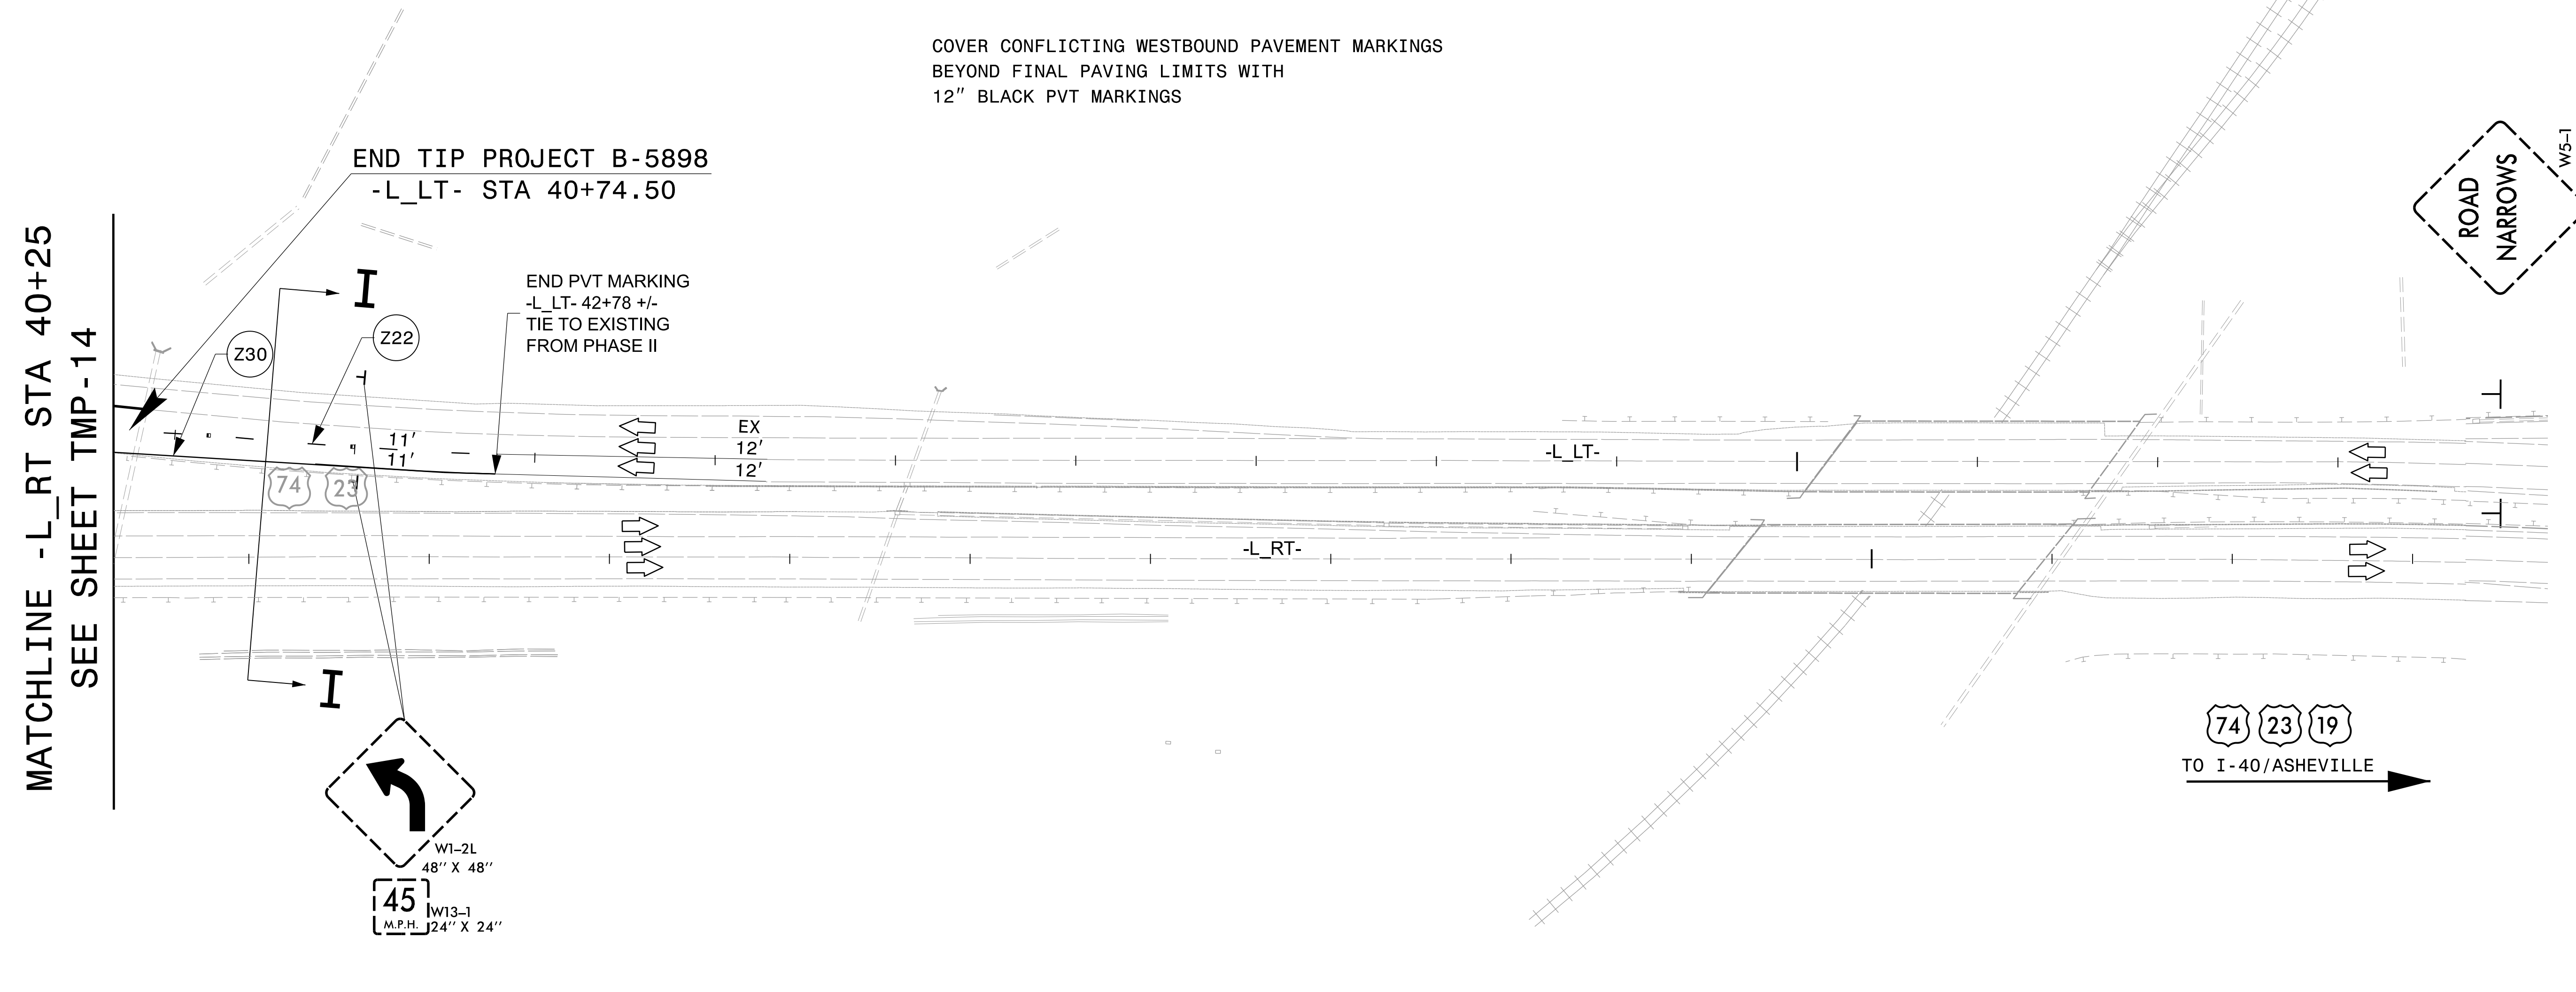 COVER CONFLICTING WESTBOUND PAVEMENT MARKINGS
BEYOND FINAL PAVING LIMITS WITH
12" BLACK PVT MARKINGS
END TIP PROJECT B-5898
-L_LT- STA 40+74.50
MATCHLINE -L_RT STA 40+25
SEE SHEET TMP-14
ROAD
NARROWS
W5-1
I
END PVT MARKING
-L_LT- 42+78 +/-
TIE TO EXISTING
FROM PHASE II
Z30
Z22
11'
11'
EX
12'
12'
-L_LT-
74
23
-L_RT-
I
74 23 19
TO I-40/ASHEVILLE
W1-2L
48" X 48"
45
M.P.H.
W13-1
24" X 24"